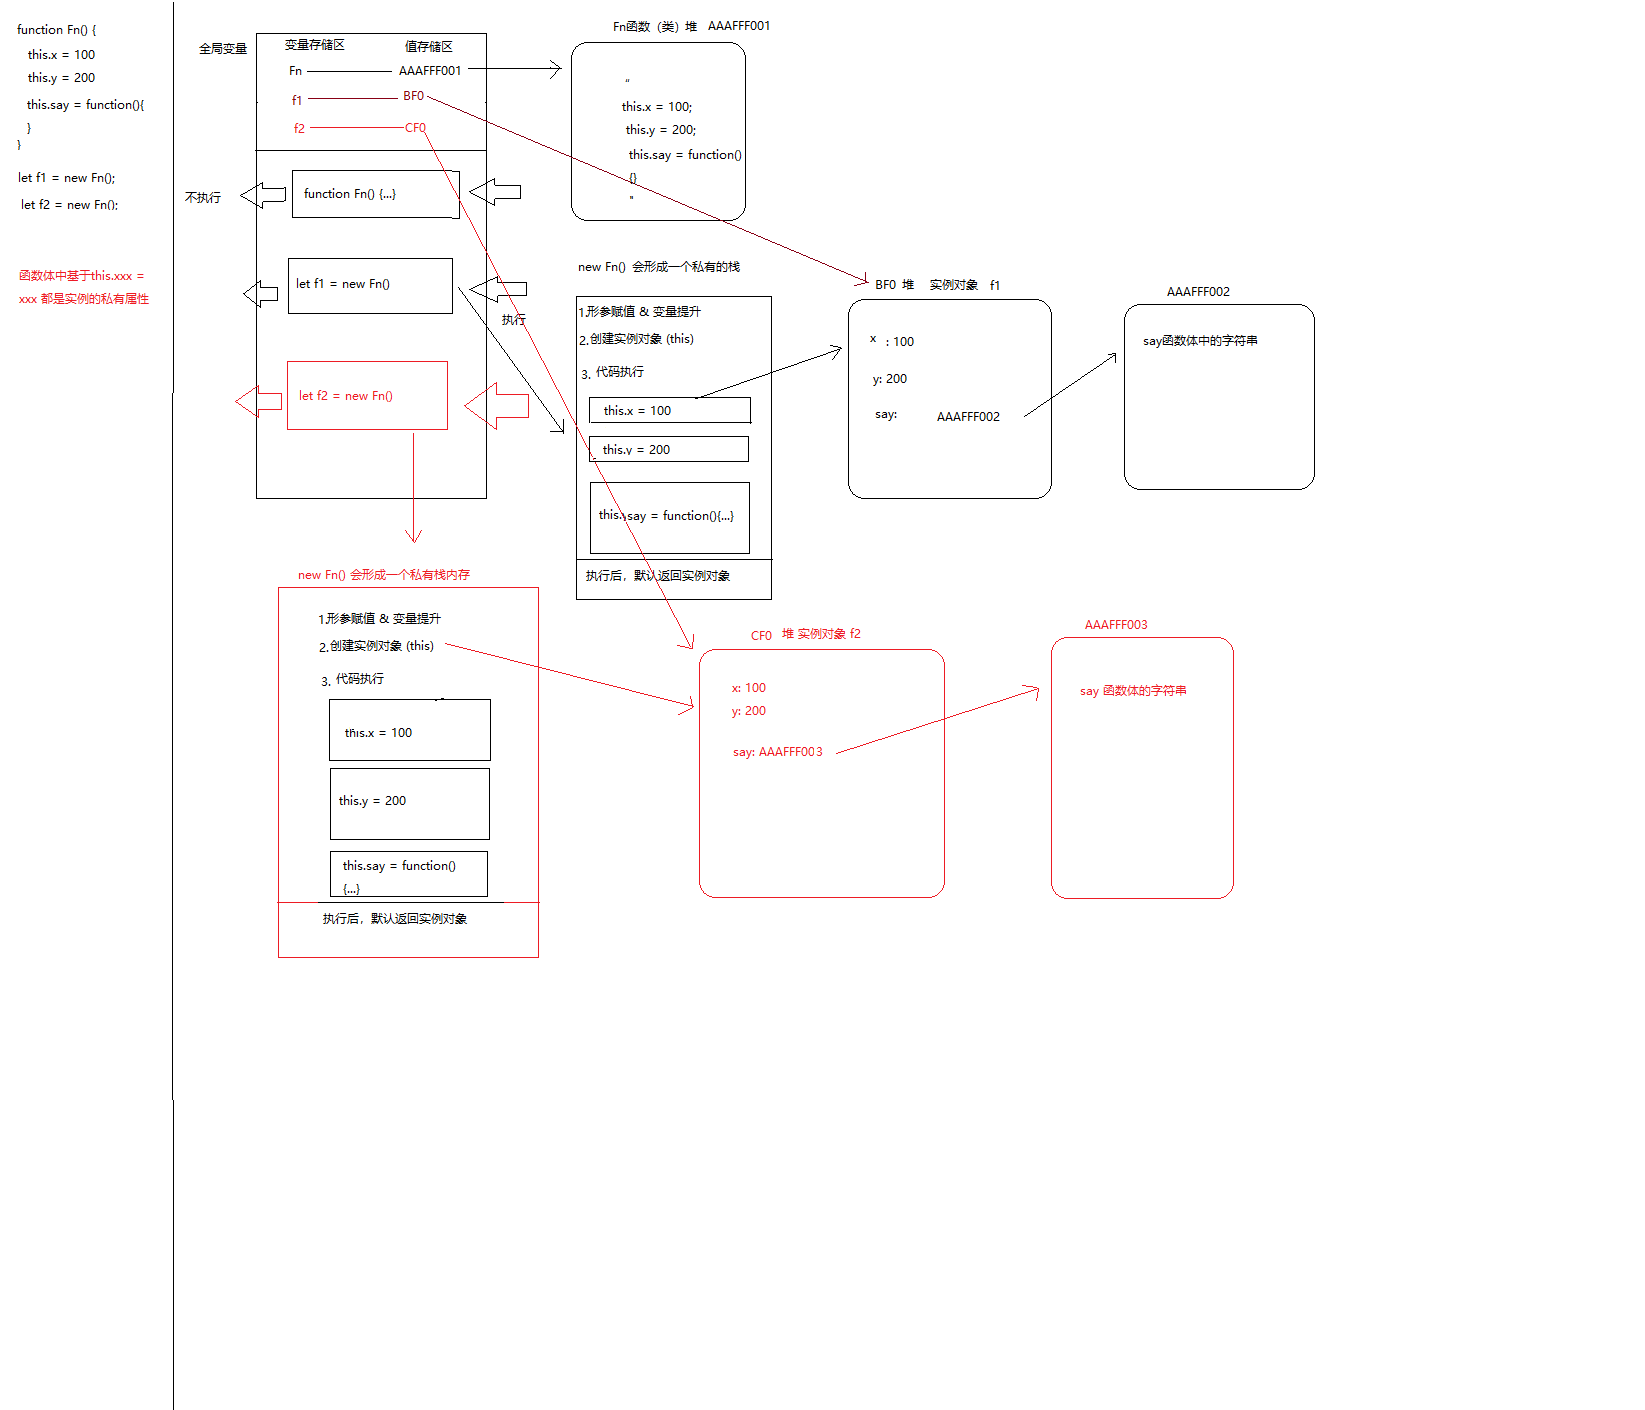 function Fn() {
this.x = 100
this.y = 200
this.say = function(){
}
}
let f1 = new Fn();
let f2 = new Fn();
函数体中基于this.xxx =
xxx 都是实例的私有属性
全局变量
变量存储区 值存储区
Fn AAAFFF001
f1 BF0
f2 CF0
不执行
function Fn() {...}
let f1 = new Fn()
执行
let f2 = new Fn()
Fn函数（类）堆 AAAFFF001
"
this.x = 100;
this.y = 200;
this.say = function()
{}
"
new Fn() 会形成一个私有的栈
1.形参赋值 & 变量提升
2.创建实例对象 (this)
3. 代码执行
this.x = 100
this.y = 200
this.say = function(){...}
执行后，默认返回实例对象
BF0 堆 实例对象 f1
x : 100
y: 200
say: AAAFFF002
AAAFFF002
say函数体中的字符串
new Fn() 会形成一个私有栈内存
1.形参赋值 & 变量提升
2.创建实例对象 (this)
3. 代码执行
this.x = 100
this.y = 200
this.say = function()
{...}
执行后，默认返回实例对象
CF0 堆 实例对象 f2
x: 100
y: 200
say: AAAFFF003
AAAFFF003
say 函数体的字符串